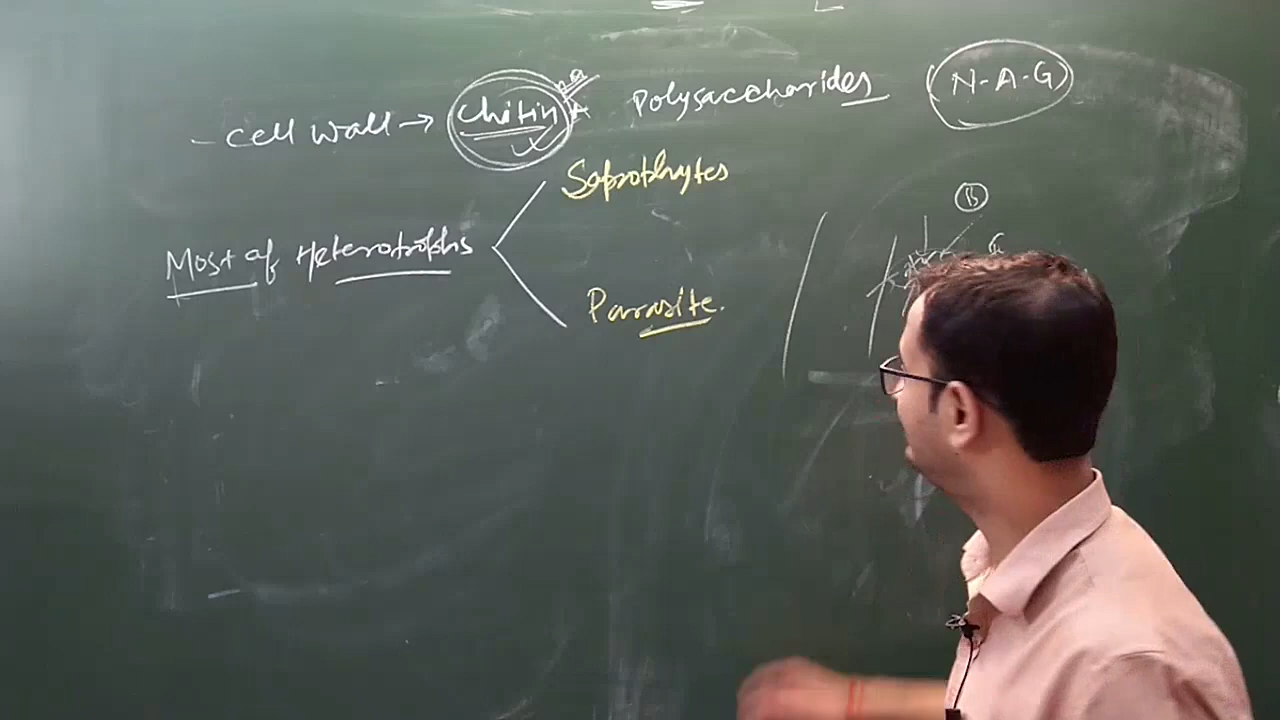 - cell wall → chitin Polysaccharides N-A-G
Saprophytes
B
Most of Heterotrophs
Parasite.